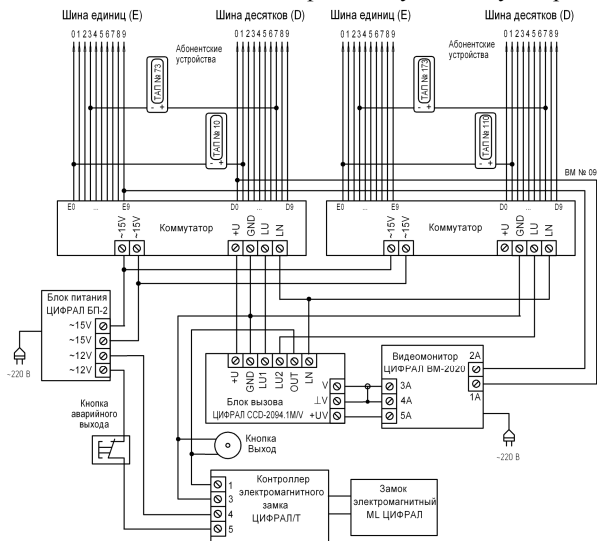 Шина единиц (E)
Шина десятков (D)
Шина единиц (E)
Шина десятков (D)
0123456789
0123456789
0123456789
0123456789
Абонентские
устройства
Абонентские
устройства
ТАП № 73
- +
ТАП № 173
- +
ТАП № 10
- +
ТАП № 110
- +
ВМ № 09
E0 ... E9
D0 ... D9
E0 ... E9
D0 ... D9
Коммутатор
~15V
~15V
+U
GND
LU
LN
Коммутатор
~15V
~15V
+U
GND
LU
LN
Блок питания
ЦИФРАЛ БП-2
~15V
~15V
~12V
~12V
~220 В
+U
GND
LU1
LU2
OUT
LN
Блок вызова
ЦИФРАЛ CCD-2094.1M/V
V
⊥V
+UV
Видеомонитор
ЦИФРАЛ ВМ-2020
2A
1A
3A
4A
5A
~220 В
Кнопка
аварийного
выхода
Кнопка
Выход
1
3
4
5
Контроллер
электромагнитного
замка
ЦИФРАЛ/Т
Замок
электромагнитный
ML ЦИФРАЛ